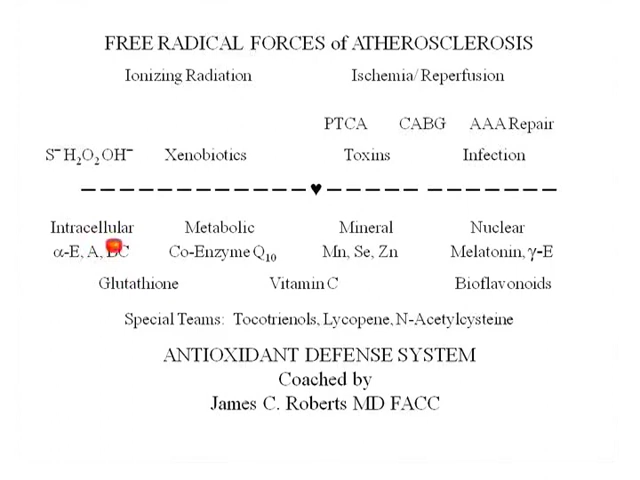 FREE RADICAL FORCES of ATHEROSCLEROSIS
Ionizing Radiation Ischemia/Reperfusion
PTCA CABG AAA Repair
S⁻ H₂O₂ OH⁻ Xenobiotics Toxins Infection
Intracellular Metabolic Mineral Nuclear
α-E, A, C Co-Enzyme Q₁₀ Mn, Se, Zn Melatonin, γ-E
Glutathione Vitamin C Bioflavonoids
Special Teams: Tocotrienols, Lycopene, N-Acetylcysteine
ANTIOXIDANT DEFENSE SYSTEM
Coached by
James C. Roberts MD FACC